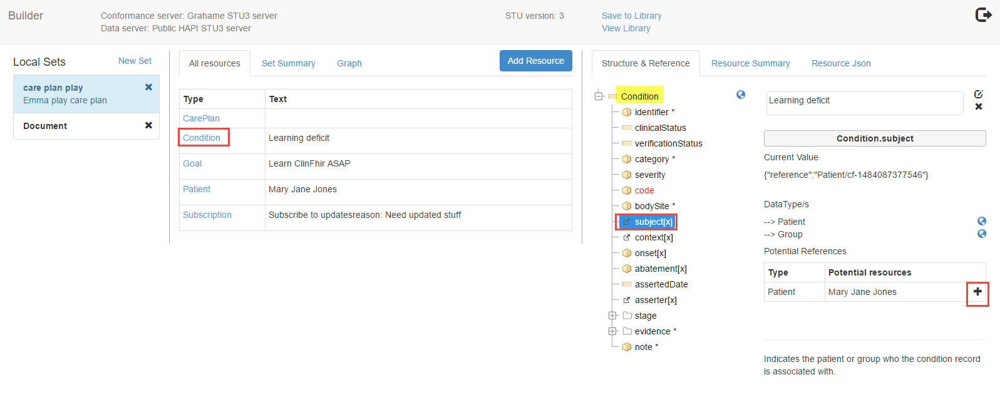 Builder
Conformance server: Grahame STU3 server
Data server: Public HAPI STU3 server
STU version: 3
Save to Library
View Library
Local Sets
New Set
care plan play
Emma play care plan
Document
All resources
Set Summary
Graph
Add Resource
Type Text
CarePlan
Condition Learning deficit
Goal Learn ClinFhir ASAP
Patient Mary Jane Jones
Subscription Subscribe to updatesreason: Need updated stuff
Structure & Reference
Resource Summary
Resource Json
Condition
identifier *
clinicalStatus
verificationStatus
category *
severity
code
bodySite *
subject[x]
context[x]
onset[x]
abatement[x]
assertedDate
asserter[x]
stage
evidence *
note *
Learning deficit
Condition.subject
Current Value
{"reference":"Patient/cf-1484087377546"}
DataType/s
--> Patient
--> Group
Potential References
Type Potential resources
Patient Mary Jane Jones
Indicates the patient or group who the condition record
is associated with.